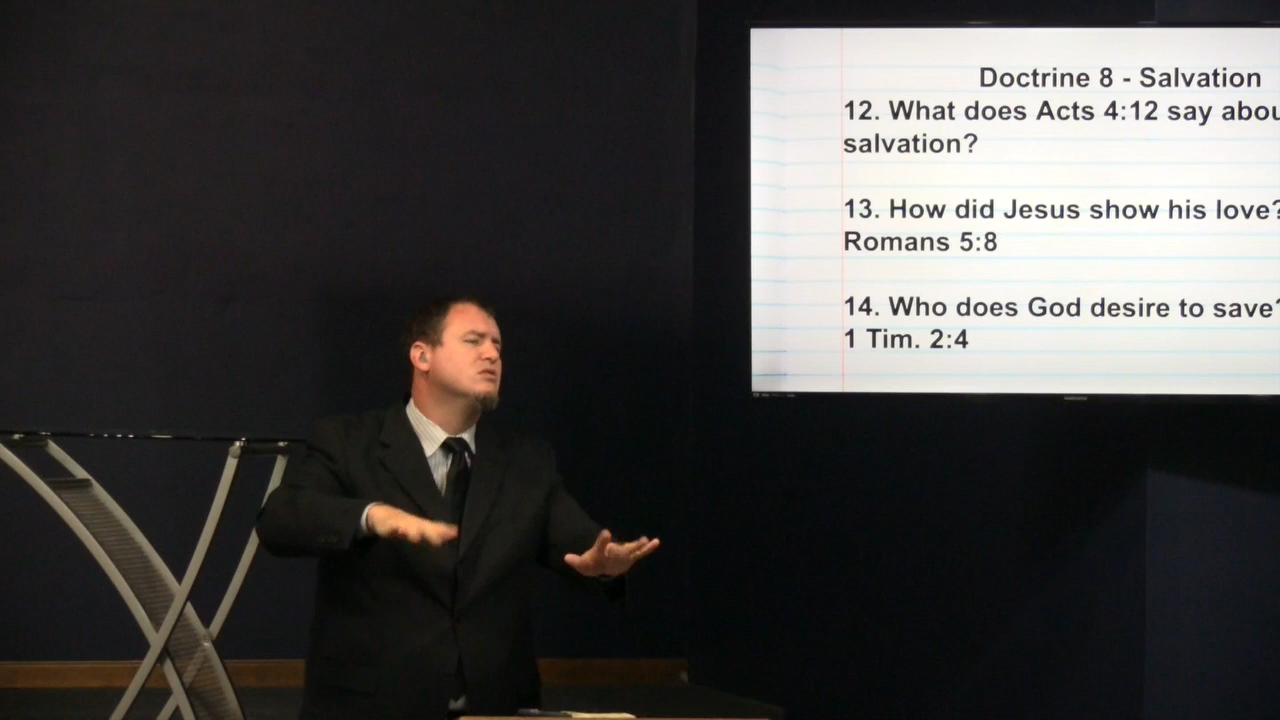 Doctrine 8 - Salvation
12. What does Acts 4:12 say abou
salvation?
13. How did Jesus show his love?
Romans 5:8
14. Who does God desire to save?
1 Tim. 2:4